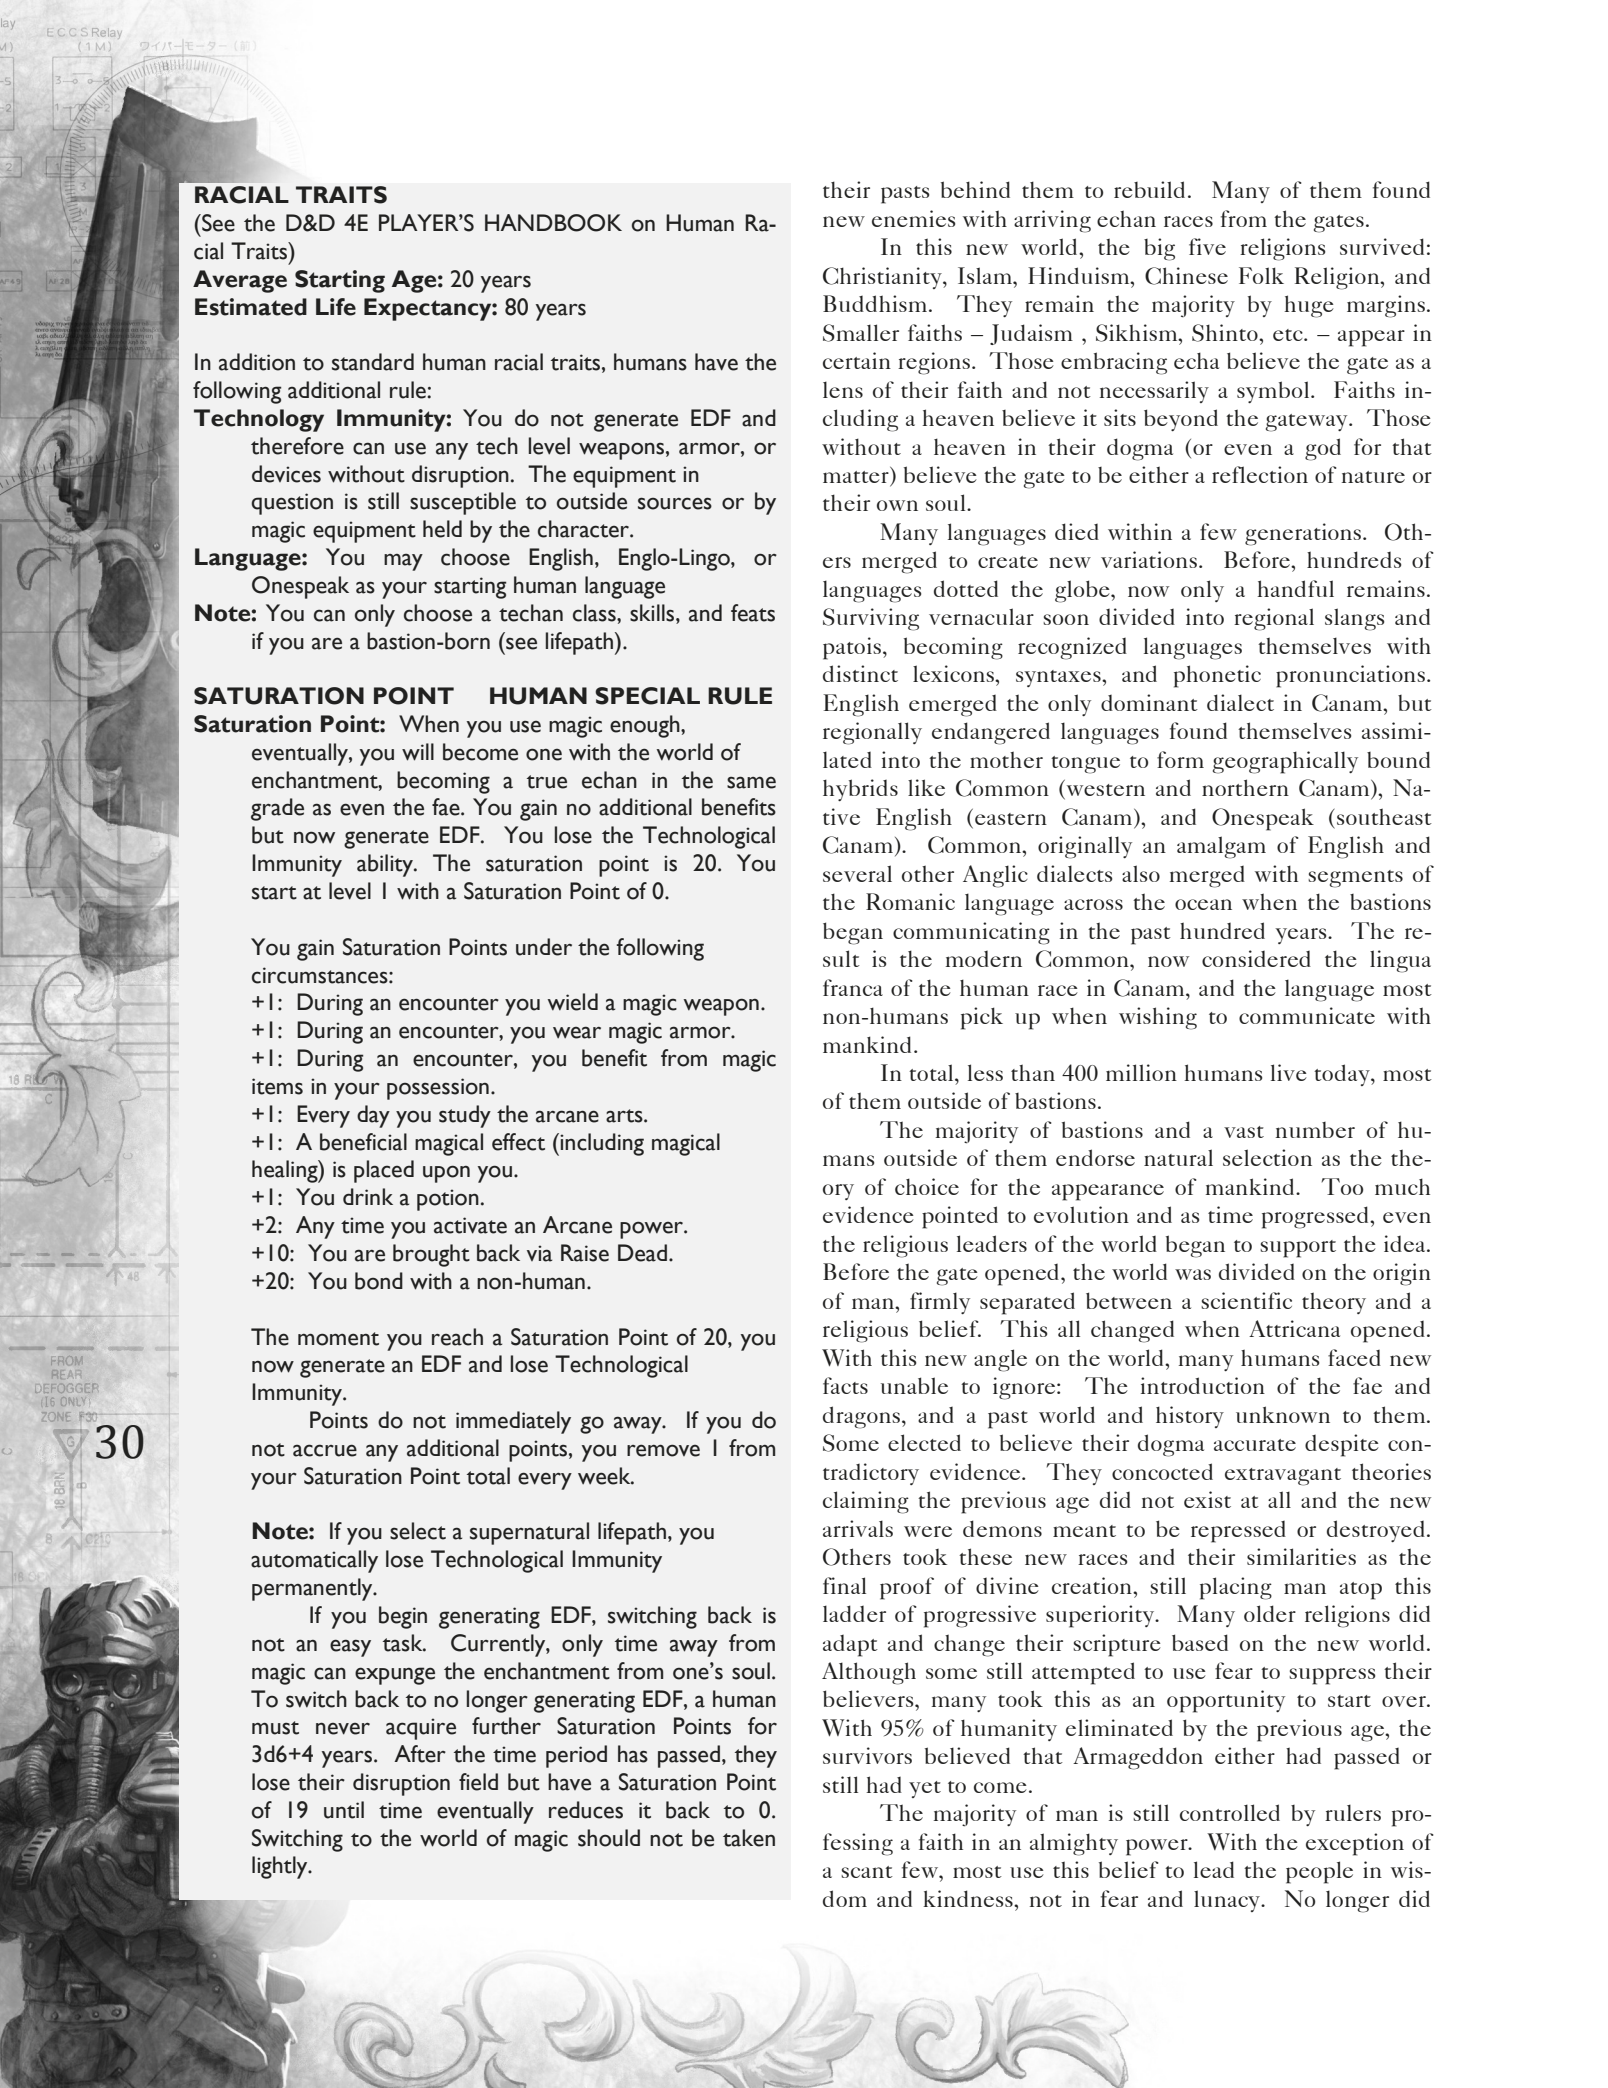 ECCS Relay
(1M)
ワイパーモーター（前）
RACIAL TRAITS
(See the D&D 4E PLAYER’S HANDBOOK on Human Ra-
cial Traits)
Average Starting Age: 20 years
Estimated Life Expectancy: 80 years
In addition to standard human racial traits, humans have the
following additional rule:
Technology Immunity: You do not generate EDF and
therefore can use any tech level weapons, armor, or
devices without disruption. The equipment in
question is still susceptible to outside sources or by
magic equipment held by the character.
Language: You may choose English, Englo-Lingo, or
Onespeak as your starting human language
Note: You can only choose a techan class, skills, and feats
if you are a bastion-born (see lifepath).
SATURATION POINT HUMAN SPECIAL RULE
Saturation Point: When you use magic enough,
eventually, you will become one with the world of
enchantment, becoming a true echan in the same
grade as even the fae. You gain no additional benefits
but now generate EDF. You lose the Technological
Immunity ability. The saturation point is 20. You
start at level 1 with a Saturation Point of 0.
You gain Saturation Points under the following
circumstances:
+1: During an encounter you wield a magic weapon.
+1: During an encounter, you wear magic armor.
+1: During an encounter, you benefit from magic
items in your possession.
+1: Every day you study the arcane arts.
+1: A beneficial magical effect (including magical
healing) is placed upon you.
+1: You drink a potion.
+2: Any time you activate an Arcane power.
+10: You are brought back via Raise Dead.
+20: You bond with a non-human.
The moment you reach a Saturation Point of 20, you
now generate an EDF and lose Technological
Immunity.
Points do not immediately go away. If you do
not accrue any additional points, you remove 1 from
your Saturation Point total every week.
Note: If you select a supernatural lifepath, you
automatically lose Technological Immunity
permanently.
If you begin generating EDF, switching back is
not an easy task. Currently, only time away from
magic can expunge the enchantment from one’s soul.
To switch back to no longer generating EDF, a human
must never acquire further Saturation Points for
3d6+4 years. After the time period has passed, they
lose their disruption field but have a Saturation Point
of 19 until time eventually reduces it back to 0.
Switching to the world of magic should not be taken
lightly.
their pasts behind them to rebuild. Many of them found
new enemies with arriving echan races from the gates.
In this new world, the big five religions survived:
Christianity, Islam, Hinduism, Chinese Folk Religion, and
Buddhism. They remain the majority by huge margins.
Smaller faiths – Judaism , Sikhism, Shinto, etc. – appear in
certain regions. Those embracing echa believe the gate as a
lens of their faith and not necessarily a symbol. Faiths in-
cluding a heaven believe it sits beyond the gateway. Those
without a heaven in their dogma (or even a god for that
matter) believe the gate to be either a reflection of nature or
their own soul.
Many languages died within a few generations. Oth-
ers merged to create new variations. Before, hundreds of
languages dotted the globe, now only a handful remains.
Surviving vernacular soon divided into regional slangs and
patois, becoming recognized languages themselves with
distinct lexicons, syntaxes, and phonetic pronunciations.
English emerged the only dominant dialect in Canam, but
regionally endangered languages found themselves assimi-
lated into the mother tongue to form geographically bound
hybrids like Common (western and northern Canam), Na-
tive English (eastern Canam), and Onespeak (southeast
Canam). Common, originally an amalgam of English and
several other Anglic dialects also merged with segments of
the Romanic language across the ocean when the bastions
began communicating in the past hundred years. The re-
sult is the modern Common, now considered the lingua
franca of the human race in Canam, and the language most
non-humans pick up when wishing to communicate with
mankind.
In total, less than 400 million humans live today, most
of them outside of bastions.
The majority of bastions and a vast number of hu-
mans outside of them endorse natural selection as the the-
ory of choice for the appearance of mankind. Too much
evidence pointed to evolution and as time progressed, even
the religious leaders of the world began to support the idea.
Before the gate opened, the world was divided on the origin
of man, firmly separated between a scientific theory and a
religious belief. This all changed when Attricana opened.
With this new angle on the world, many humans faced new
facts unable to ignore: The introduction of the fae and
dragons, and a past world and history unknown to them.
Some elected to believe their dogma accurate despite con-
tradictory evidence. They concocted extravagant theories
claiming the previous age did not exist at all and the new
arrivals were demons meant to be repressed or destroyed.
Others took these new races and their similarities as the
final proof of divine creation, still placing man atop this
ladder of progressive superiority. Many older religions did
adapt and change their scripture based on the new world.
Although some still attempted to use fear to suppress their
believers, many took this as an opportunity to start over.
With 95% of humanity eliminated by the previous age, the
survivors believed that Armageddon either had passed or
still had yet to come.
The majority of man is still controlled by rulers pro-
fessing a faith in an almighty power. With the exception of
a scant few, most use this belief to lead the people in wis-
dom and kindness, not in fear and lunacy. No longer did
FROM
REAR
DEFOGGER
(16 ONLY)
ZONE F30
30
18 BRN